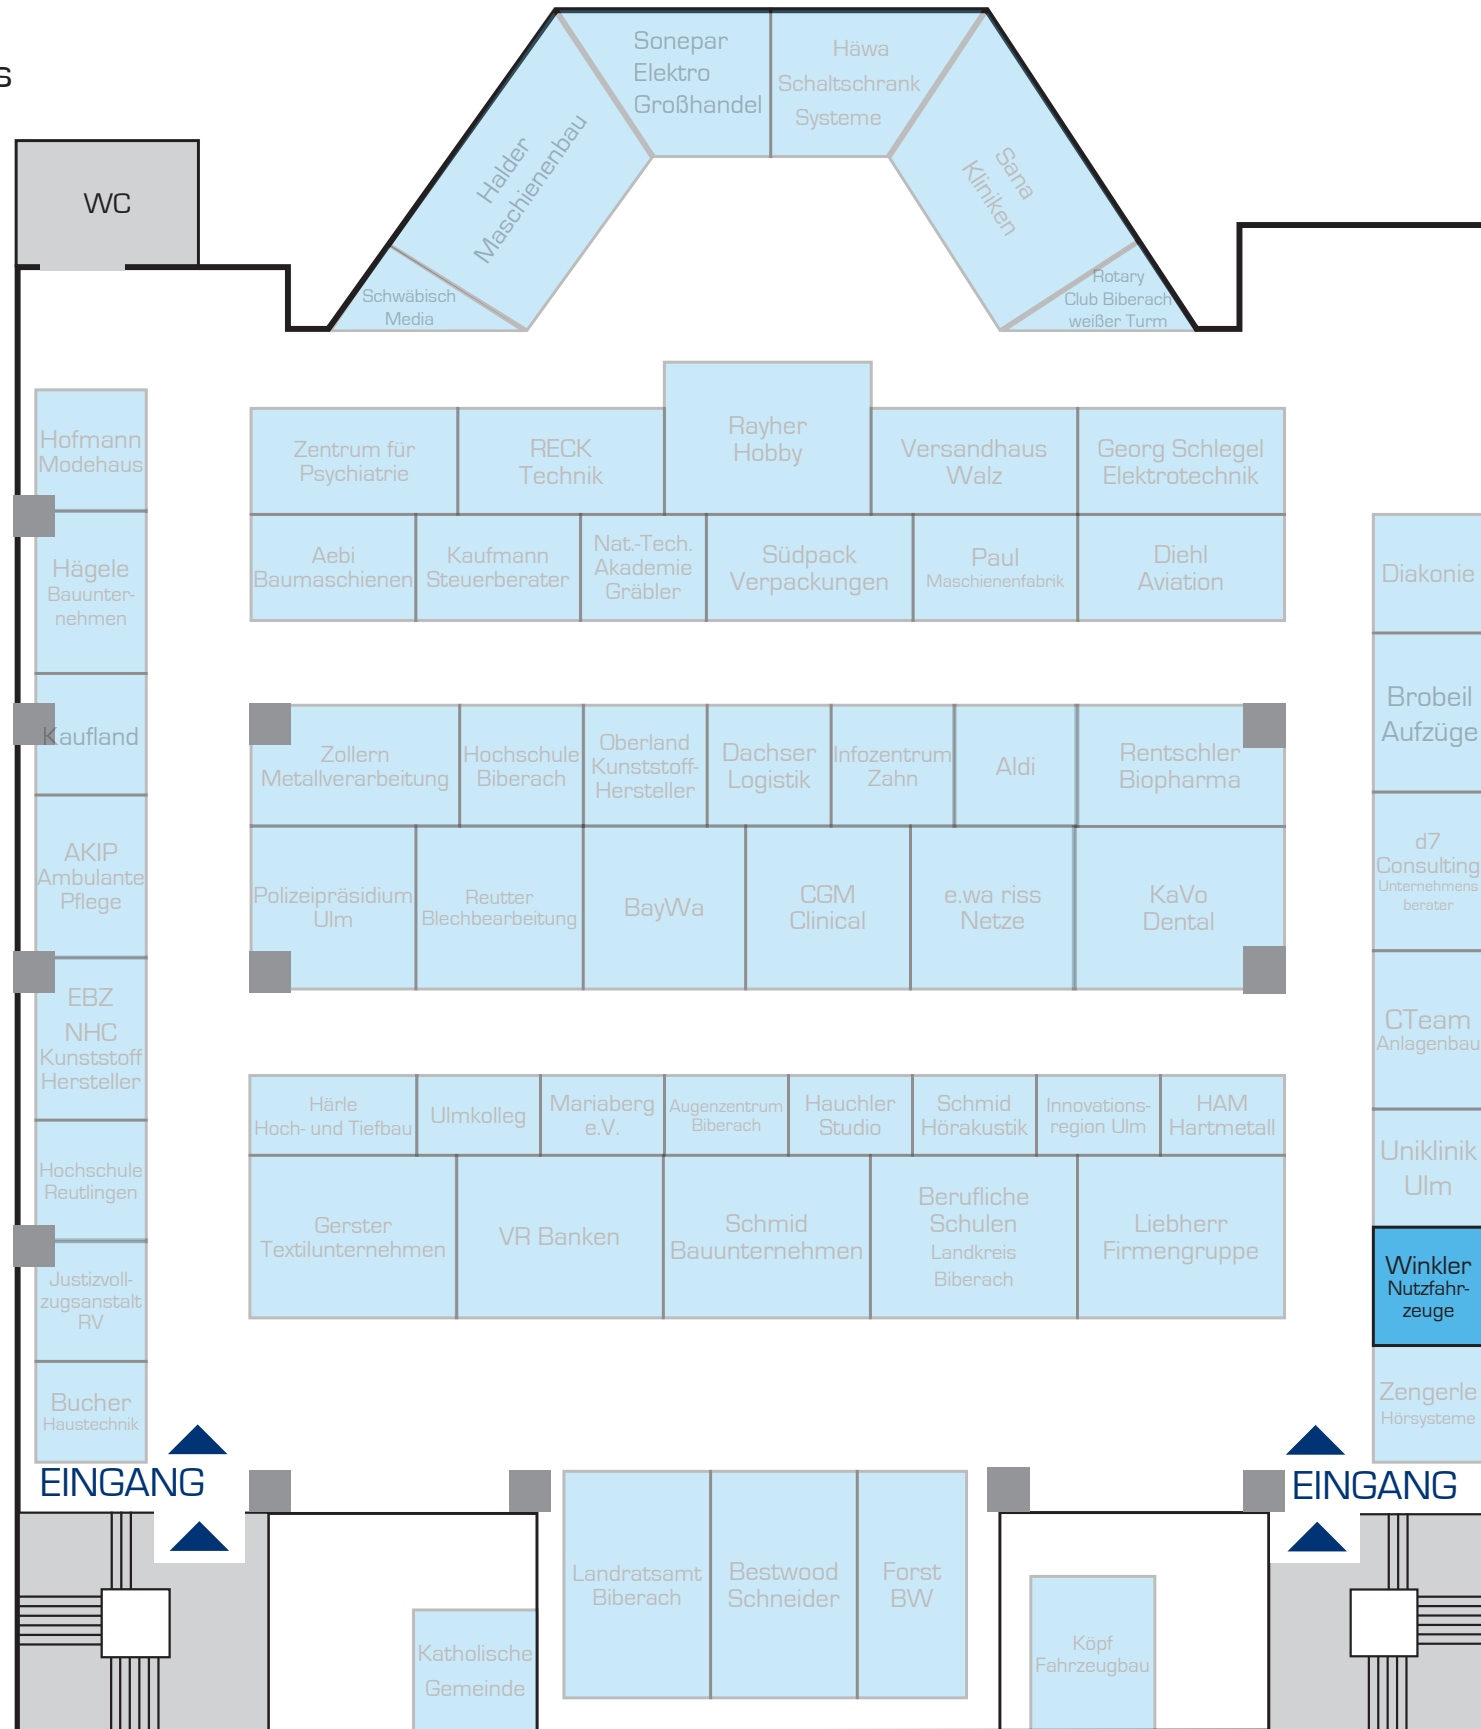 s
Sonepar
Elektro
Großhandel
Häwa
Schaltschrank
Systeme
Halder
Maschienenbau
Sana
Kliniken
WC
Schwäbisch
Media
Rotary
Club Biberach
weißer Turm
Hofmann
Modehaus
Hägele
Bauunter-
nehmen
Kaufland
AKIP
Ambulante
Pflege
EBZ
NHC
Kunststoff
Hersteller
Hochschule
Reutlingen
Justizvoll-
zugsanstalt
RV
Bucher
Haustechnik
Zentrum für
Psychiatrie
RECK
Technik
Rayher
Hobby
Versandhaus
Walz
Georg Schlegel
Elektrotechnik
Aebi
Baumaschienen
Kaufmann
Steuerberater
Nat.-Tech.
Akademie
Gräbler
Südpack
Verpackungen
Paul
Maschienenfabrik
Diehl
Aviation
Zollern
Metallverarbeitung
Hochschule
Biberach
Oberland
Kunststoff-
Hersteller
Dachser
Logistik
Infozentrum
Zahn
Aldi
Rentschler
Biopharma
Polizeipräsidium
Ulm
Reutter
Blechbearbeitung
BayWa
CGM
Clinical
e.wa riss
Netze
KaVo
Dental
Härle
Hoch- und Tiefbau
Ulmkolleg
Mariaberg
e.V.
Augenzentrum
Biberach
Hauchler
Studio
Schmid
Hörakustik
Innovations-
region Ulm
HAM
Hartmetall
Gerster
Textilunternehmen
VR Banken
Schmid
Bauunternehmen
Berufliche
Schulen
Landkreis
Biberach
Liebherr
Firmengruppe
Diakonie
Brobeil
Aufzüge
d7
Consulting
Unternehmens
berater
CTeam
Anlagenbau
Uniklinik
Ulm
Winkler
Nutzfahr-
zeuge
Zengerle
Hörsysteme
EINGANG
EINGANG
Landratsamt
Biberach
Bestwood
Schneider
Forst
BW
Katholische
Gemeinde
Köpf
Fahrzeugbau